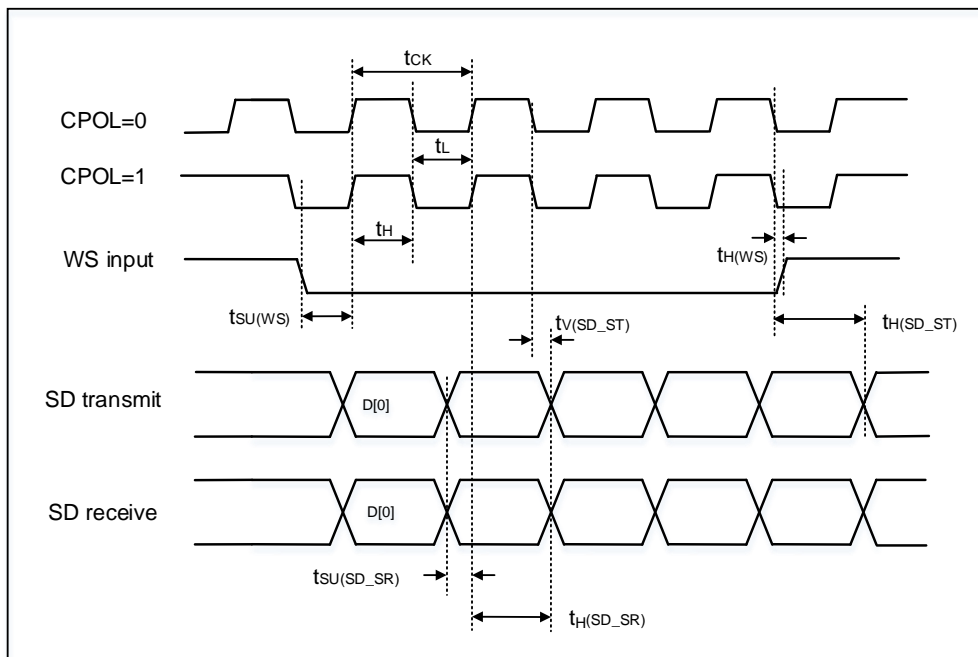 tCK
CPOL=0
tL
CPOL=1
tH
tH(WS)
WS input
tSU(WS)
tV(SD_ST)
tH(SD_ST)
SD transmit
D[0]
SD receive
D[0]
tSU(SD_SR)
tH(SD_SR)